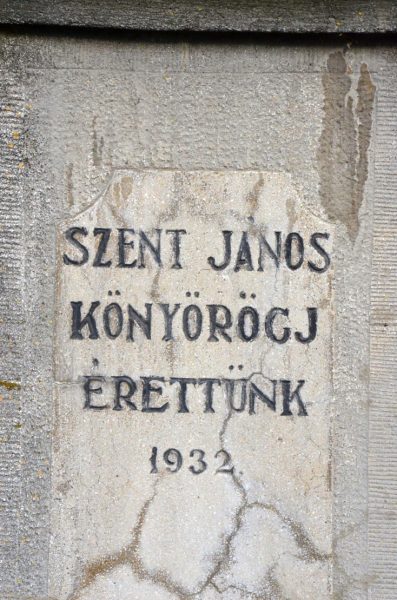 SZENT JÁNOS
KÖNYÖRÖGJ
ÉRETTÜNK
1932.